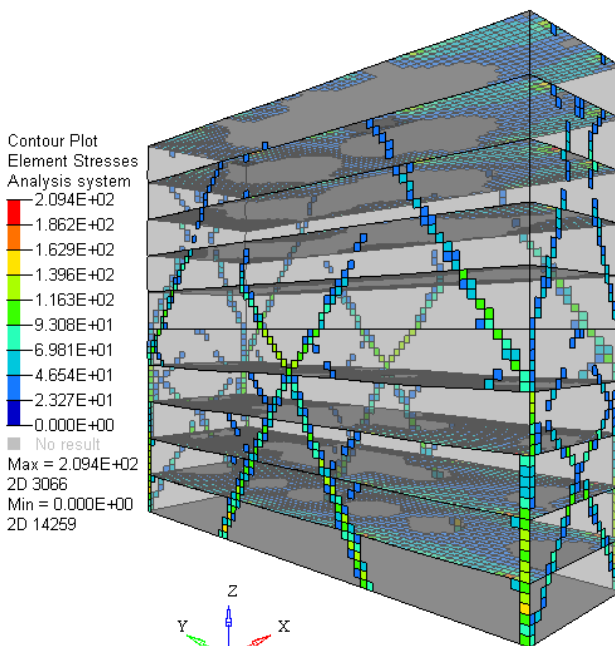 Contour Plot
Element Stresses
Analysis system
2.094E+02
1.862E+02
1.629E+02
1.396E+02
1.163E+02
9.308E+01
6.981E+01
4.654E+01
2.327E+01
0.000E+00
No result
Max = 2.094E+02
2D 3066
Min = 0.000E+00
2D 14259
Z
Y X